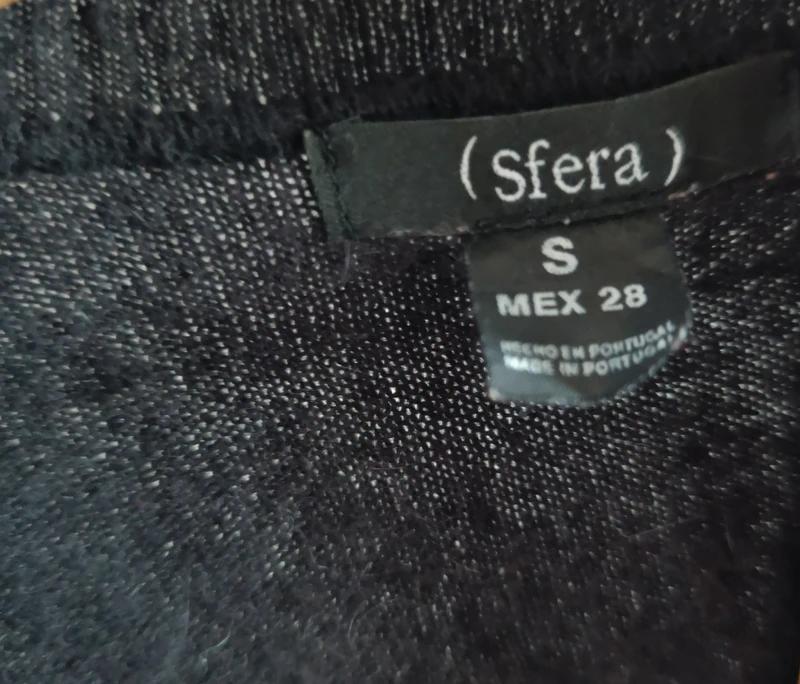 (Sfera)
S
MEX 28
HECHO EN PORTUGAL
MADE IN PORTUGAL